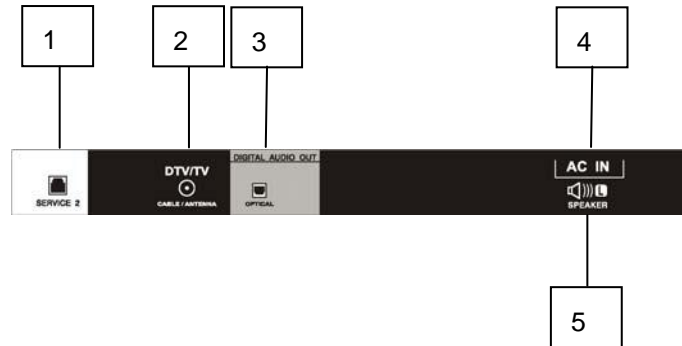 1 2 3 4
DIGITAL AUDIO OUT
DTV/TV
AC IN
SERVICE 2
CABLE / ANTENNA
OPTICAL
L
SPEAKER
5